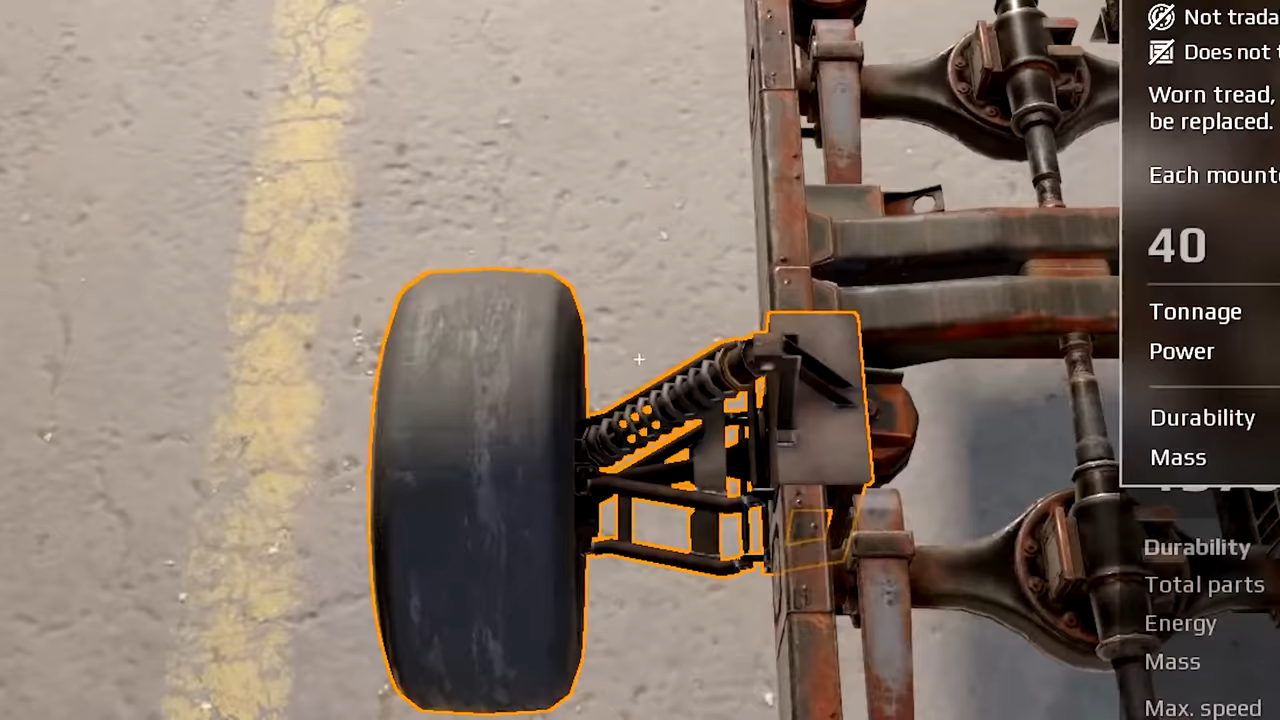 Not trada
Does not t
Worn tread,
be replaced.
Each mount
40
Tonnage
Power
Durability
Mass
Durability
Total parts
Energy
Mass
Max. speed